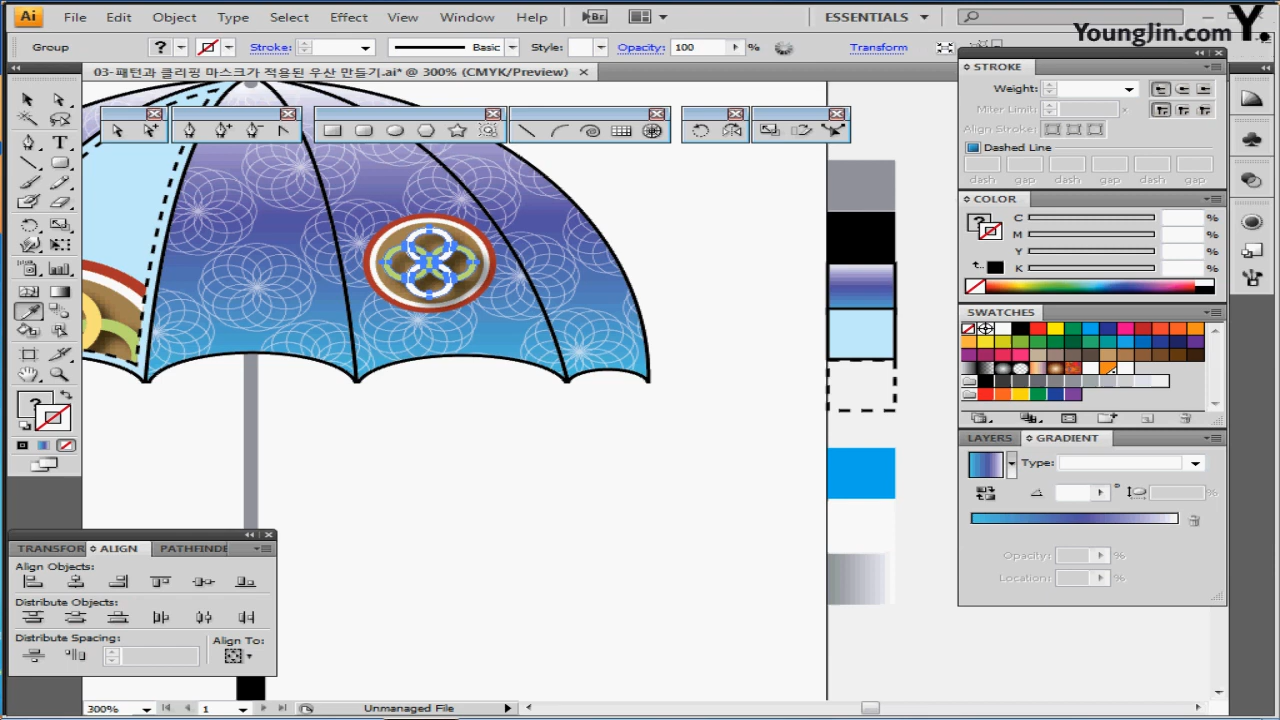 Ai File Edit Object Type Select Effect View Window Help Br ESSENTIALS
Y.
YoungJin.com
Group ? Stroke: Basic Style: Opacity: 100 % Transform
03-패턴과 클리핑 마스크가 적용된 우산 만들기.ai* @ 300% (CMYK/Preview)
STROKE
Weight:
Miter Limit: x
Align Stroke:
Dashed Line
dash gap dash gap dash gap
COLOR
? C %
M %
Y %
K %
SWATCHES
LAYERS GRADIENT
Type:
° %
Opacity: %
Location: %
T
?
TRANSFOR ALIGN PATHFINDE
Align Objects:
Distribute Objects:
Distribute Spacing: Align To:
300% 1 Unmanaged File